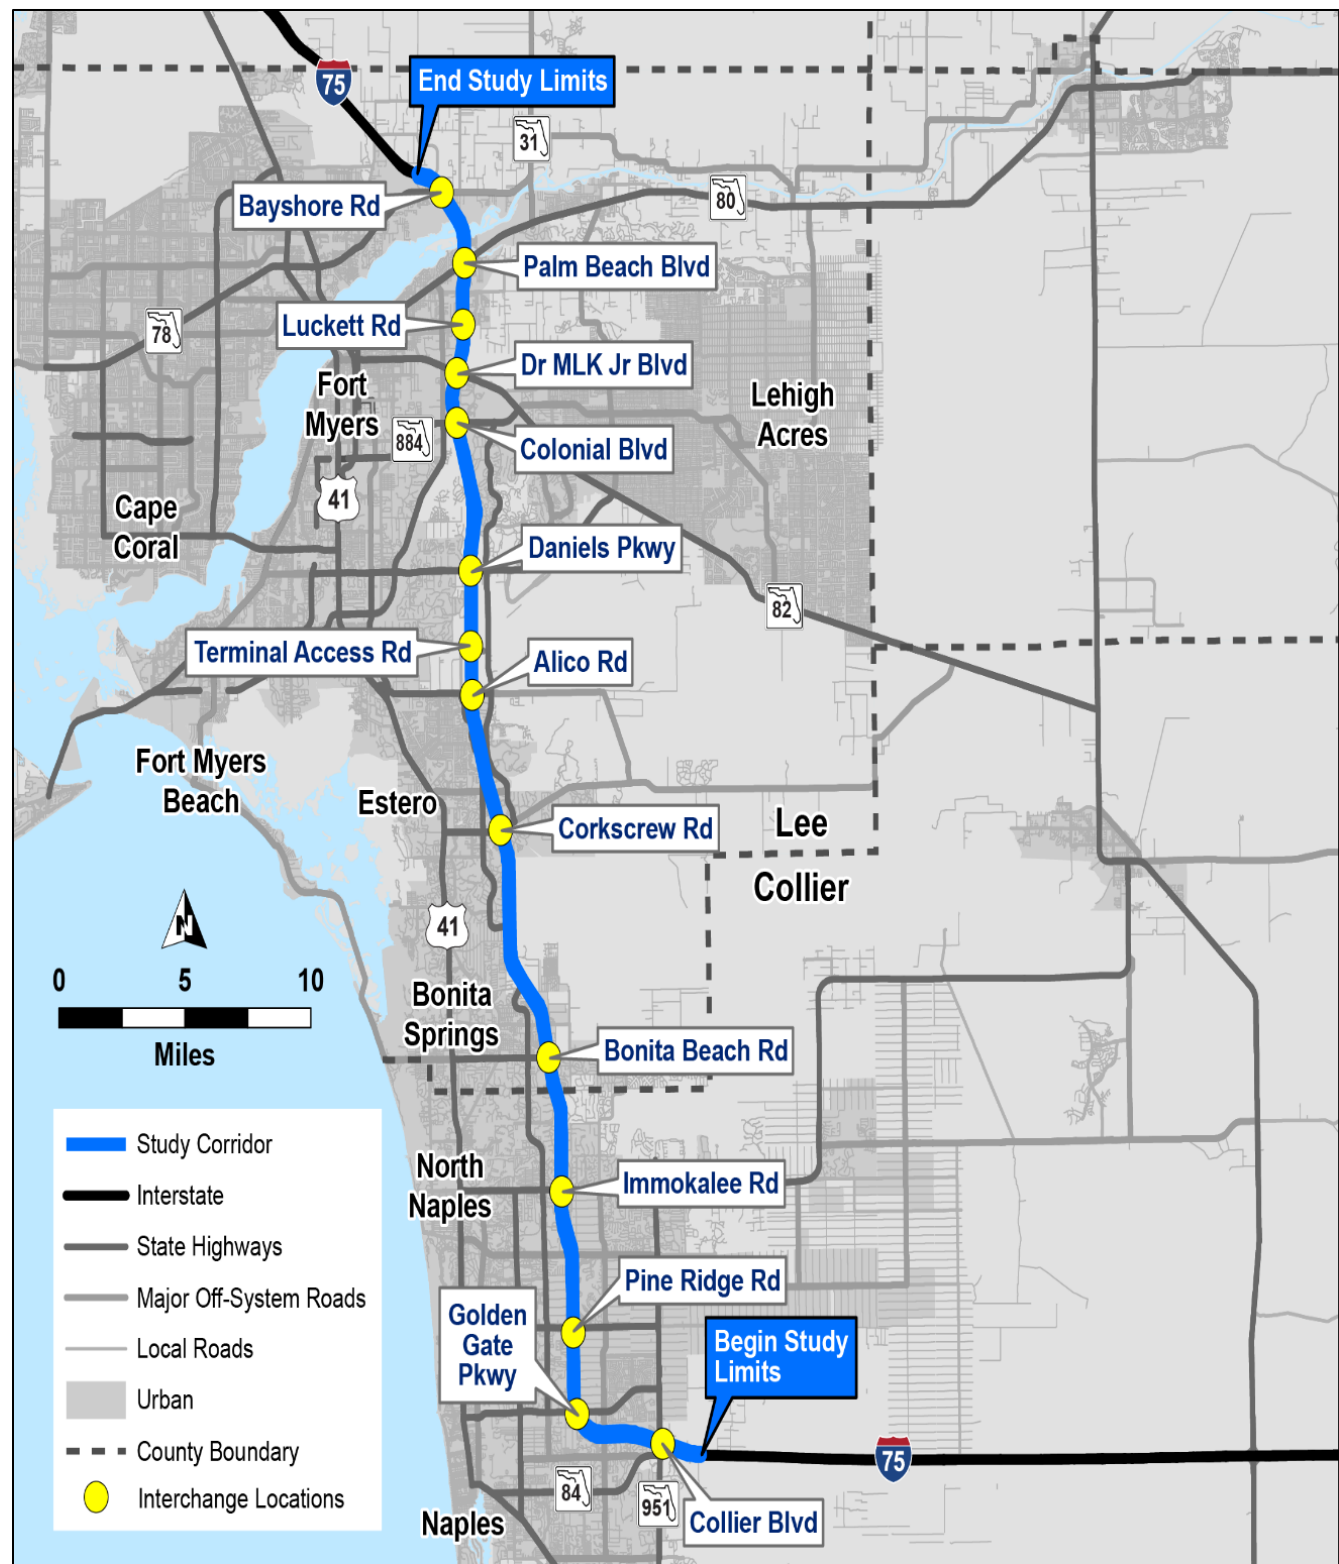 75
End Study Limits
31
Bayshore Rd
80
Palm Beach Blvd
Luckett Rd
78
Dr MLK Jr Blvd
Fort
Myers
Lehigh
Acres
884
Colonial Blvd
41
Cape
Coral
Daniels Pkwy
82
Terminal Access Rd
Alico Rd
Fort Myers
Beach
Estero
Corkscrew Rd
Lee
Collier
N
41
0 5 10
Miles
Bonita
Springs
Bonita Beach Rd
Study Corridor
Interstate
State Highways
Major Off-System Roads
Local Roads
Urban
County Boundary
Interchange Locations
North
Naples
Immokalee Rd
Pine Ridge Rd
Golden
Gate
Pkwy
Begin Study
Limits
75
84
951
Collier Blvd
Naples